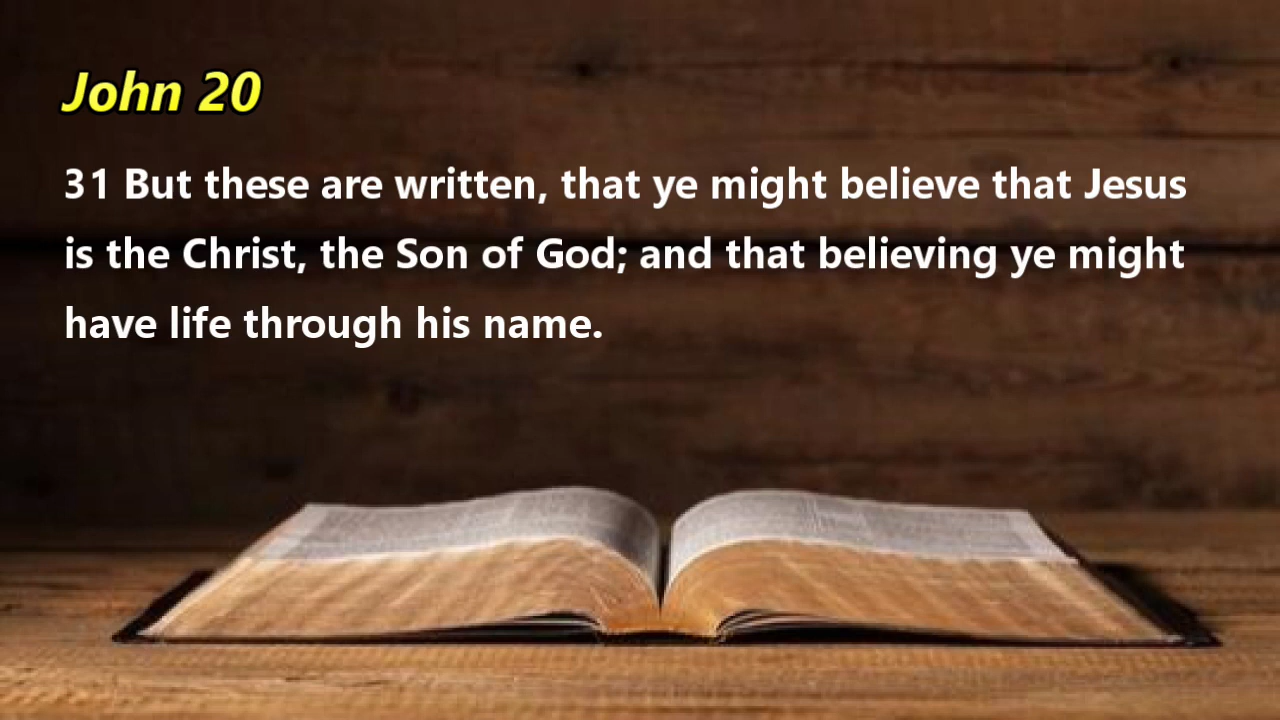 John 20
31 But these are written, that ye might believe that Jesus
is the Christ, the Son of God; and that believing ye might
have life through his name.